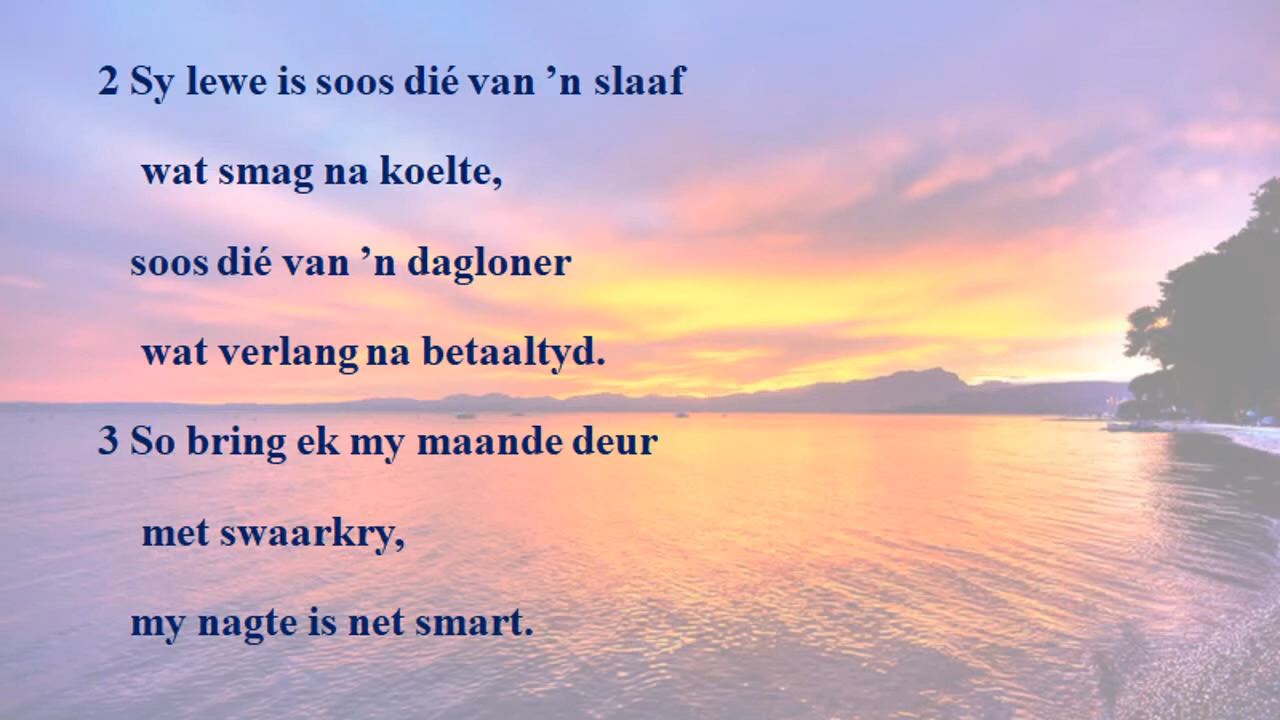 2 Sy lewe is soos dié van ’n slaaf
wat smag na koelte,
soos dié van ’n dagloner
wat verlang na betaaltyd.
3 So bring ek my maande deur
met swaarkry,
my nagte is net smart.